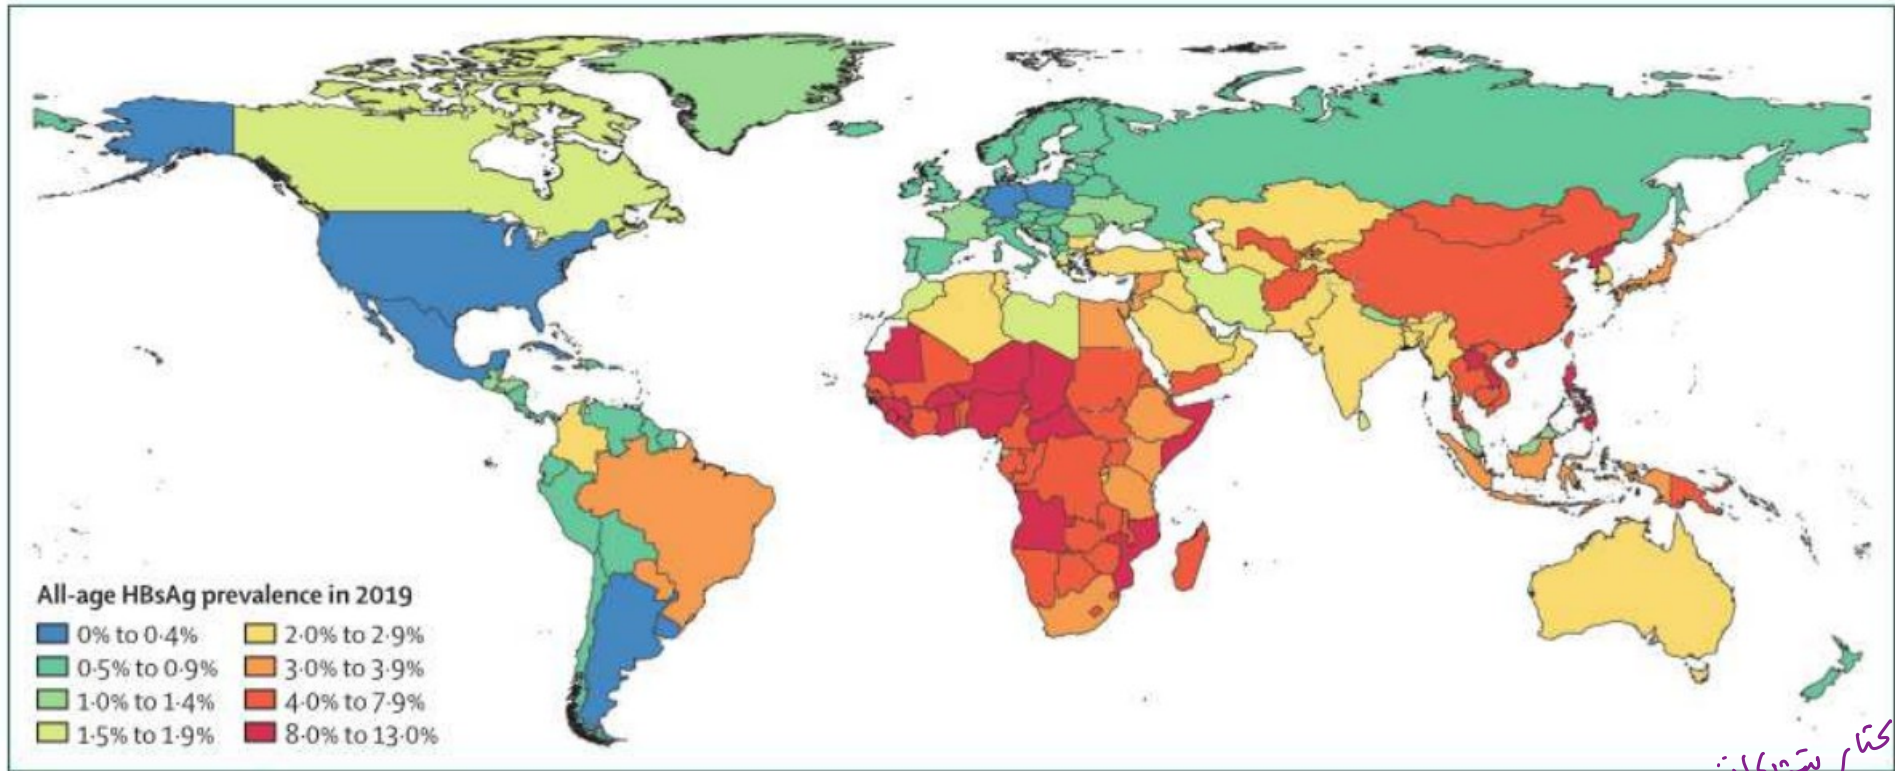 All-age HBsAg prevalence in 2019
0% to 0·4%
0·5% to 0·9%
1·0% to 1·4%
1·5% to 1·9%
2·0% to 2·9%
3·0% to 3·9%
4·0% to 7·9%
8·0% to 13·0%